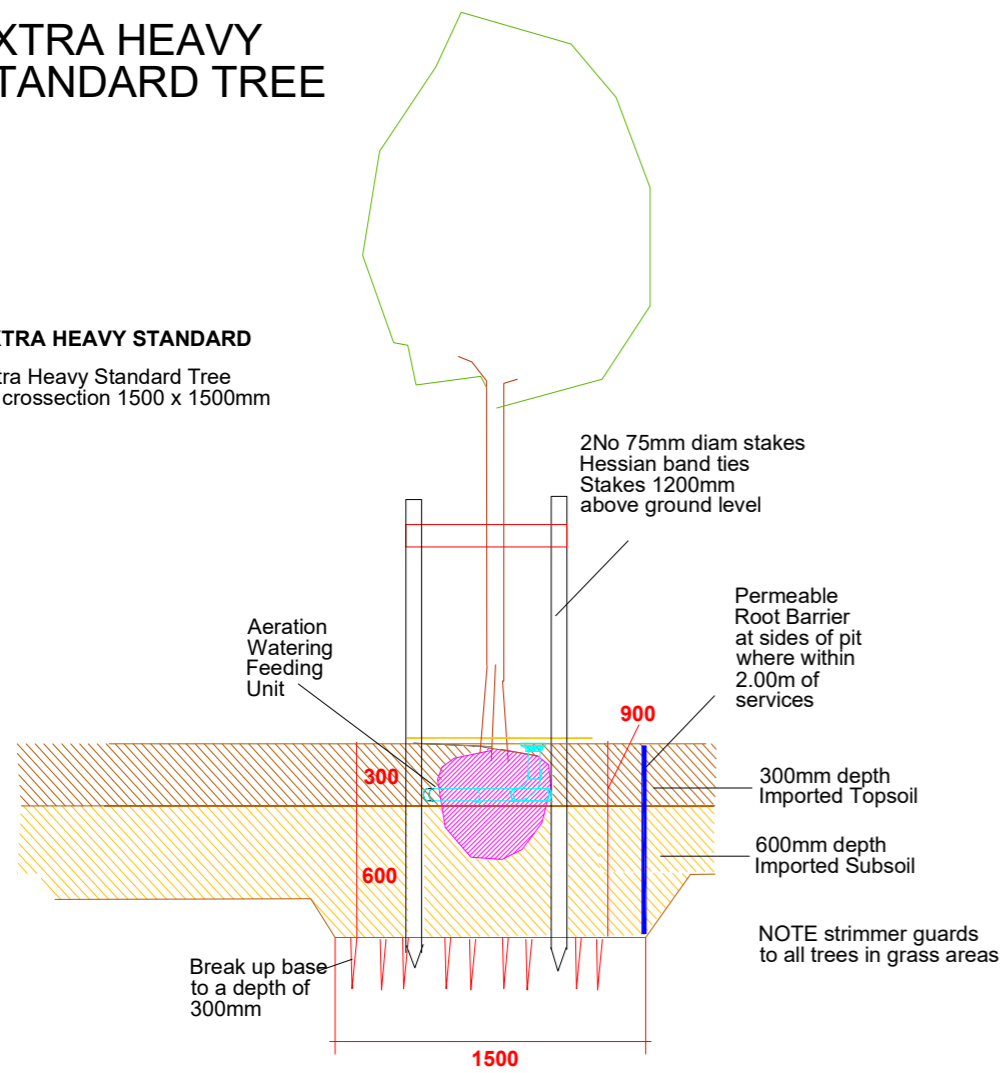 XTRA HEAVY
TANDARD TREE
XTRA HEAVY STANDARD
tra Heavy Standard Tree
crossection 1500 x 1500mm
2No 75mm diam stakes
Hessian band ties
Stakes 1200mm
above ground level
Permeable
Root Barrier
at sides of pit
where within
2.00m of
services
Aeration
Watering
Feeding
Unit
900
300
300mm depth
Imported Topsoil
600
600mm depth
Imported Subsoil
NOTE strimmer guards
to all trees in grass areas
Break up base
to a depth of
300mm
1500